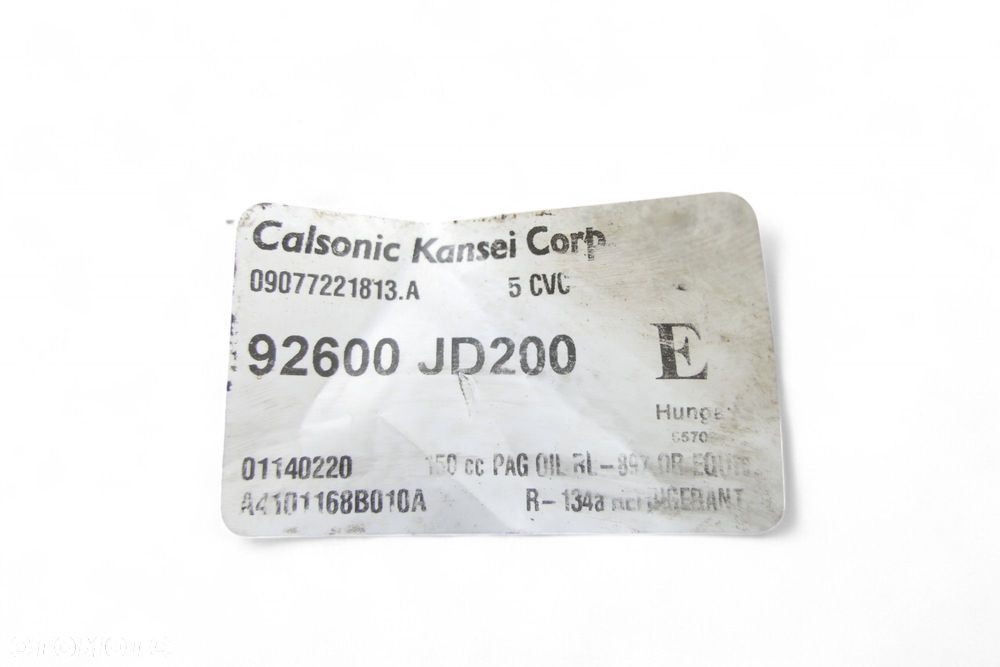 Calsonic Kansei Corp
09077221813.A 5 CVC
92600 JD200 E
01140220 150 cc PAG OIL RL-897 OR EQUIV
A4101168B010A R-134a REFRIGERANT
OTOMOTO